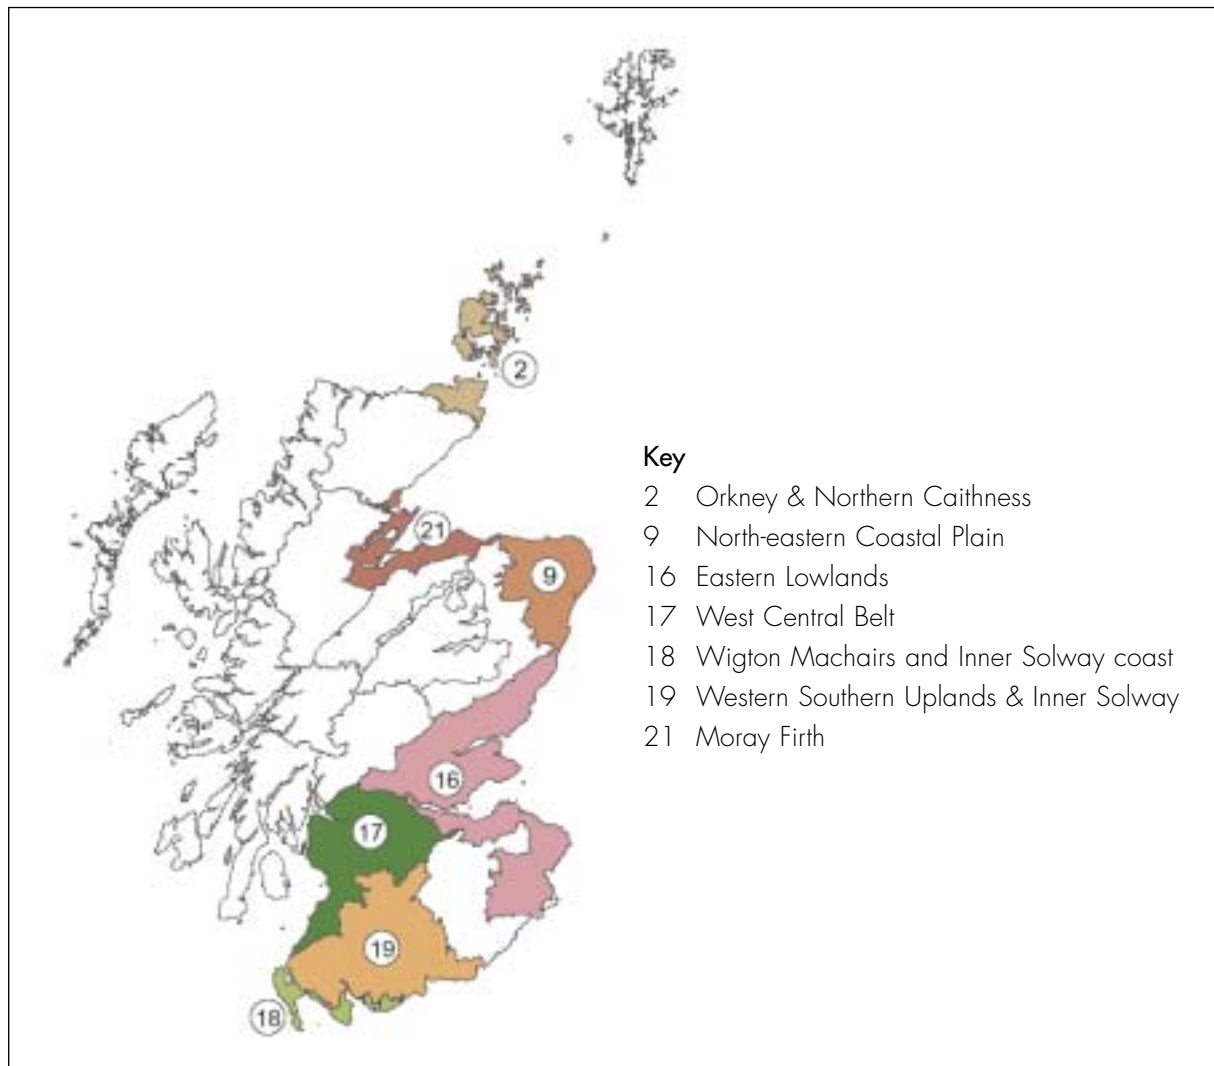 2
21
9
16
17
19
18
Key
2 Orkney & Northern Caithness
9 North-eastern Coastal Plain
16 Eastern Lowlands
17 West Central Belt
18 Wigton Machairs and Inner Solway coast
19 Western Southern Uplands & Inner Solway
21 Moray Firth